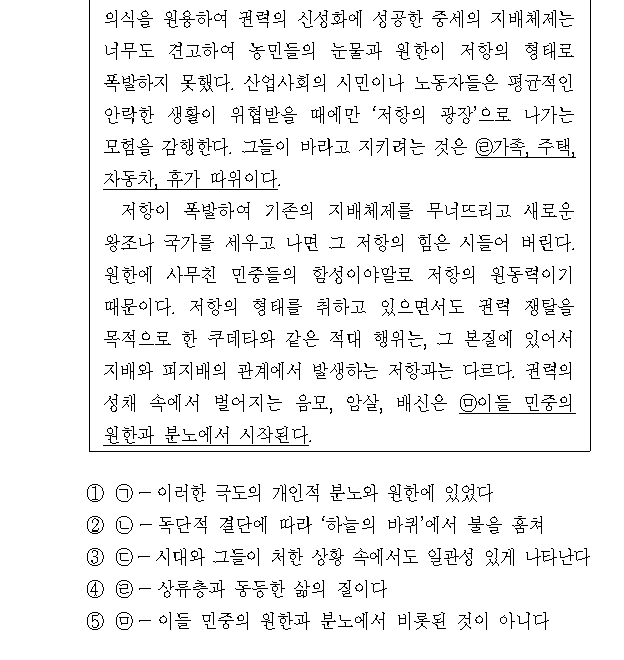 의식을 원용하여 권력의 신성화에 성공한 중세의 지배체제는
너무도 견고하여 농민들의 눈물과 원한이 저항의 형태로
폭발하지 못했다. 산업사회의 시민이나 노동자들은 평균적인
안락한 생활이 위협받을 때에만 ‘저항의 광장’으로 나가는
모험을 감행한다. 그들이 바라고 지키려는 것은 ㉣가족, 주택,
자동차, 휴가 따위이다.
저항이 폭발하여 기존의 지배체제를 무너뜨리고 새로운
왕조나 국가를 세우고 나면 그 저항의 힘은 시들어 버린다.
원한에 사무친 민중들의 함성이야말로 저항의 원동력이기
때문이다. 저항의 형태를 취하고 있으면서도 권력 쟁탈을
목적으로 한 쿠데타와 같은 적대 행위는, 그 본질에 있어서
지배와 피지배의 관계에서 발생하는 저항과는 다르다. 권력의
성채 속에서 벌어지는 음모, 암살, 배신은 ㉤이들 민중의
원한과 분노에서 시작된다.
① ㉠ – 이러한 극도의 개인적 분노와 원한에 있었다
② ㉡ – 독단적 결단에 따라 ‘하늘의 바퀴’에서 불을 훔쳐
③ ㉢ – 시대와 그들이 처한 상황 속에서도 일관성 있게 나타난다
④ ㉣ – 상류층과 동등한 삶의 질이다
⑤ ㉤ – 이들 민중의 원한과 분노에서 비롯된 것이 아니다